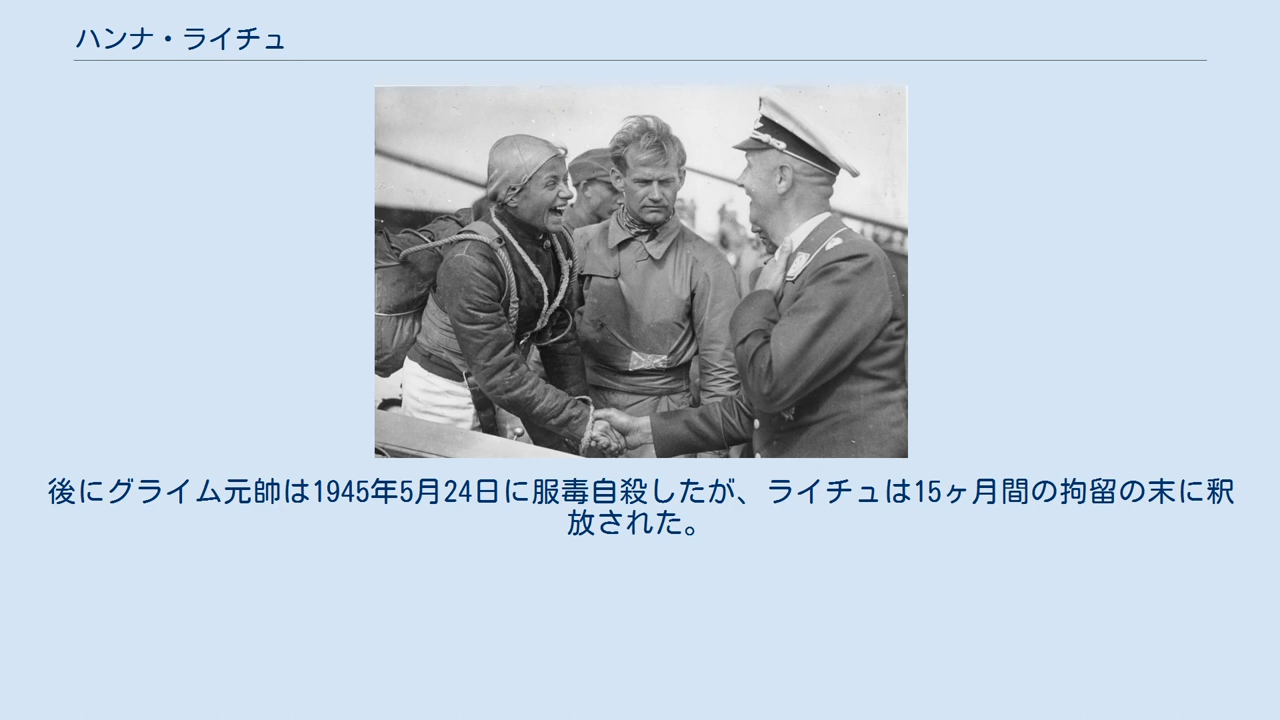 ハンナ・ライチュ
後にグライム元帥は1945年5月24日に服毒自殺したが、ライチュは15ヶ月間の拘留の末に釈
放された。